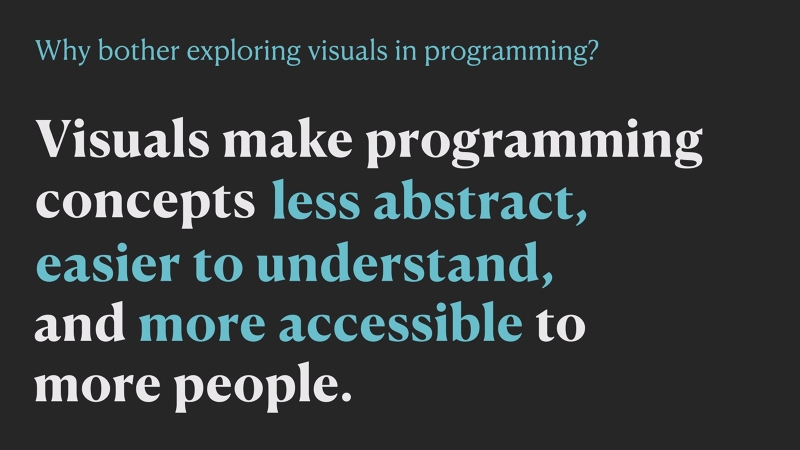 Why bother exploring visuals in programming?
Visuals make programming
concepts less abstract,
easier to understand,
and more accessible to
more people.